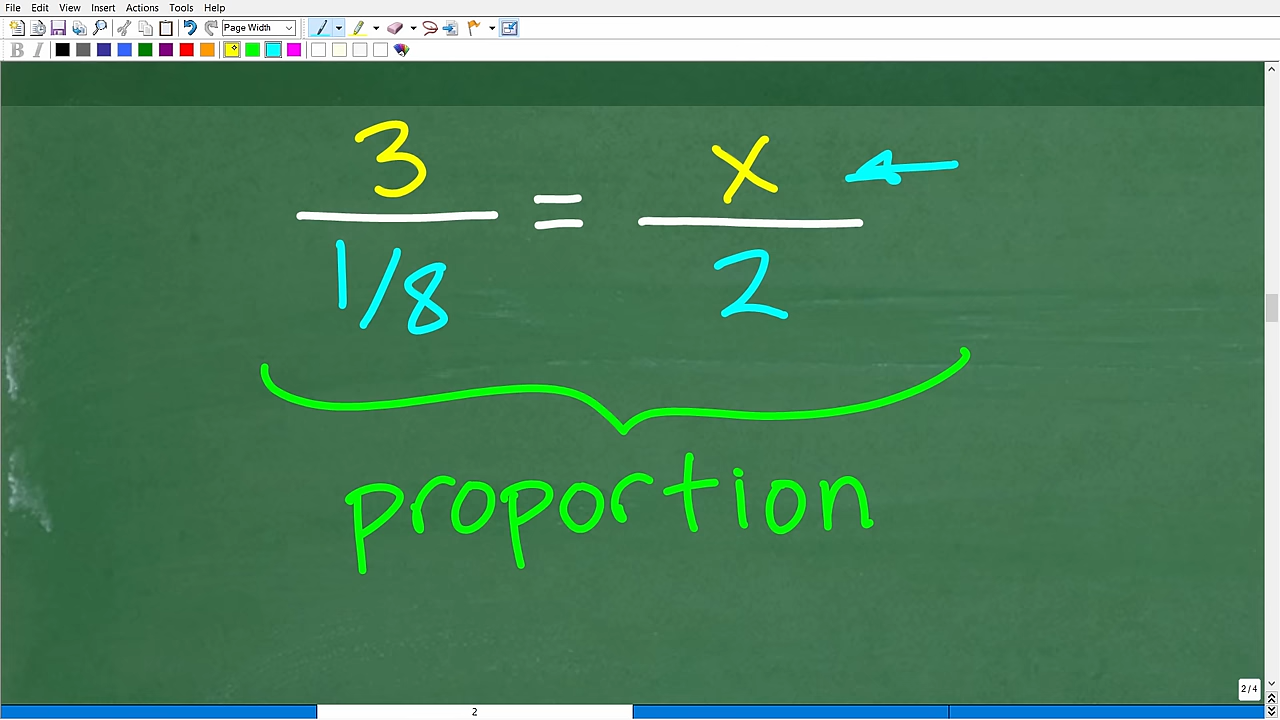 File Edit View Insert Actions Tools Help
Page Width
B I
3 = x
1/8 2
proportion
2/4
2